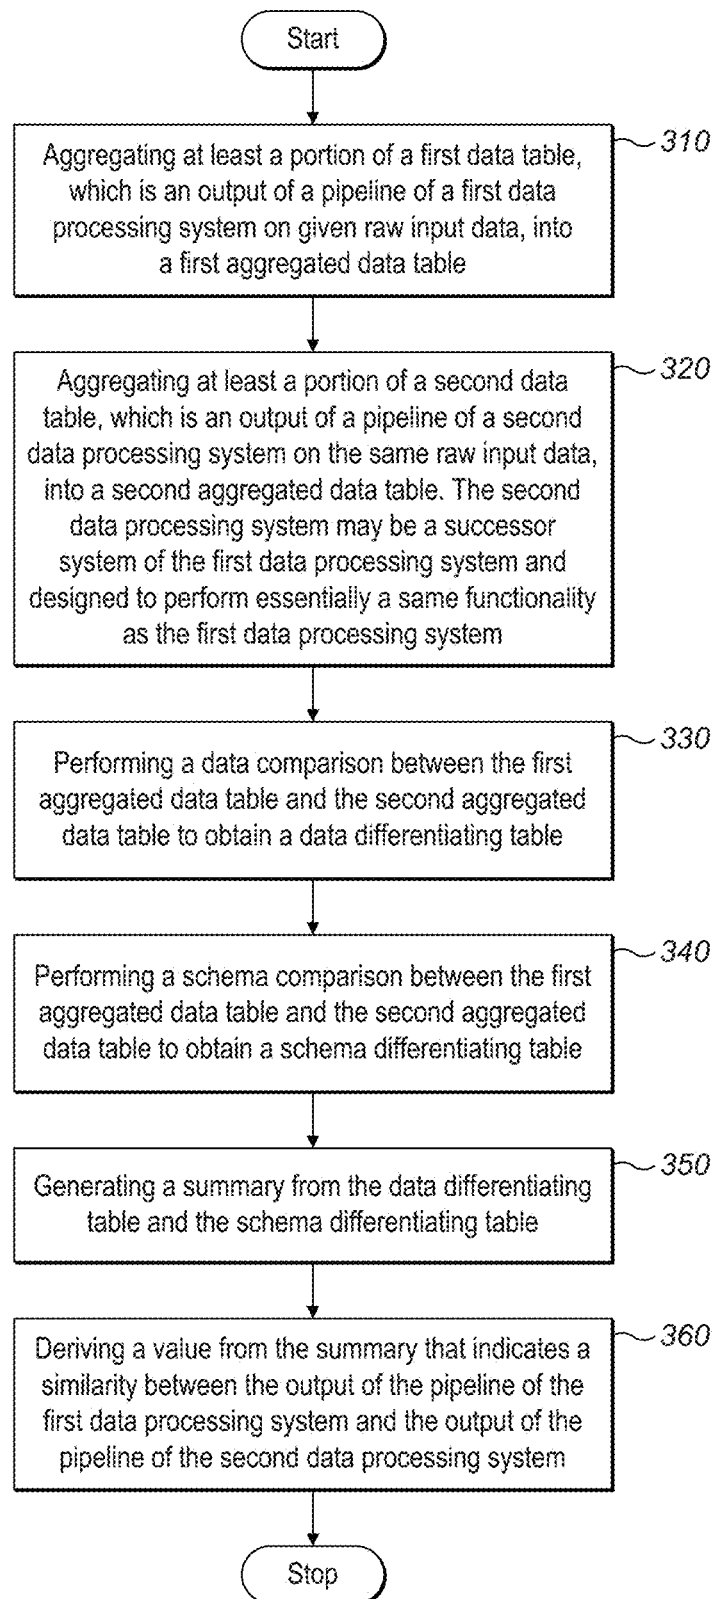 Start
310
Aggregating at least a portion of a first data table,
which is an output of a pipeline of a first data
processing system on given raw input data, into
a first aggregated data table
320
Aggregating at least a portion of a second data
table, which is an output of a pipeline of a second
data processing system on the same raw input data,
into a second aggregated data table. The second
data processing system may be a successor
system of the first data processing system and
designed to perform essentially a same functionality
as the first data processing system
330
Performing a data comparison between the first
aggregated data table and the second aggregated
data table to obtain a data differentiating table
340
Performing a schema comparison between the first
aggregated data table and the second aggregated
data table to obtain a schema differentiating table
350
Generating a summary from the data differentiating
table and the schema differentiating table
360
Deriving a value from the summary that indicates a
similarity between the output of the pipeline of the
first data processing system and the output of the
pipeline of the second data processing system
Stop